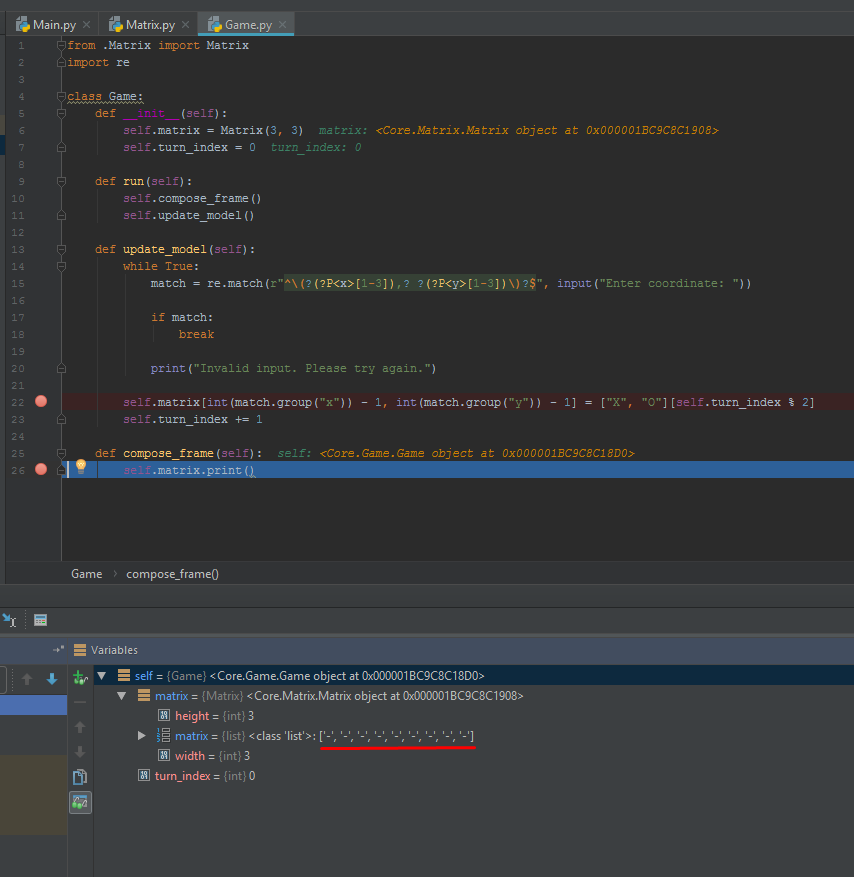 Main.py Matrix.py Game.py
1 from .Matrix import Matrix
2 import re
3
4 class Game:
5 def __init__(self):
6 self.matrix = Matrix(3, 3) matrix: <Core.Matrix.Matrix object at 0x000001BC9C8C1908>
7 self.turn_index = 0 turn_index: 0
8
9 def run(self):
10 self.compose_frame()
11 self.update_model()
12
13 def update_model(self):
14 while True:
15 match = re.match(r"^\(?(?P<x>[1-3]),? ?(?P<y>[1-3])\)?$", input("Enter coordinate: "))
16
17 if match:
18 break
19
20 print("Invalid input. Please try again.")
21
22 self.matrix[int(match.group("x")) - 1, int(match.group("y")) - 1] = ["X", "O"][self.turn_index % 2]
23 self.turn_index += 1
24
25 def compose_frame(self): self: <Core.Game.Game object at 0x000001BC9C8C18D0>
26 self.matrix.print()
Game › compose_frame()
Variables
self = {Game} <Core.Game.Game object at 0x000001BC9C8C18D0>
matrix = {Matrix} <Core.Matrix.Matrix object at 0x000001BC9C8C1908>
height = {int} 3
matrix = {list} <class 'list'>: ['-', '-', '-', '-', '-', '-', '-', '-', '-']
width = {int} 3
turn_index = {int} 0